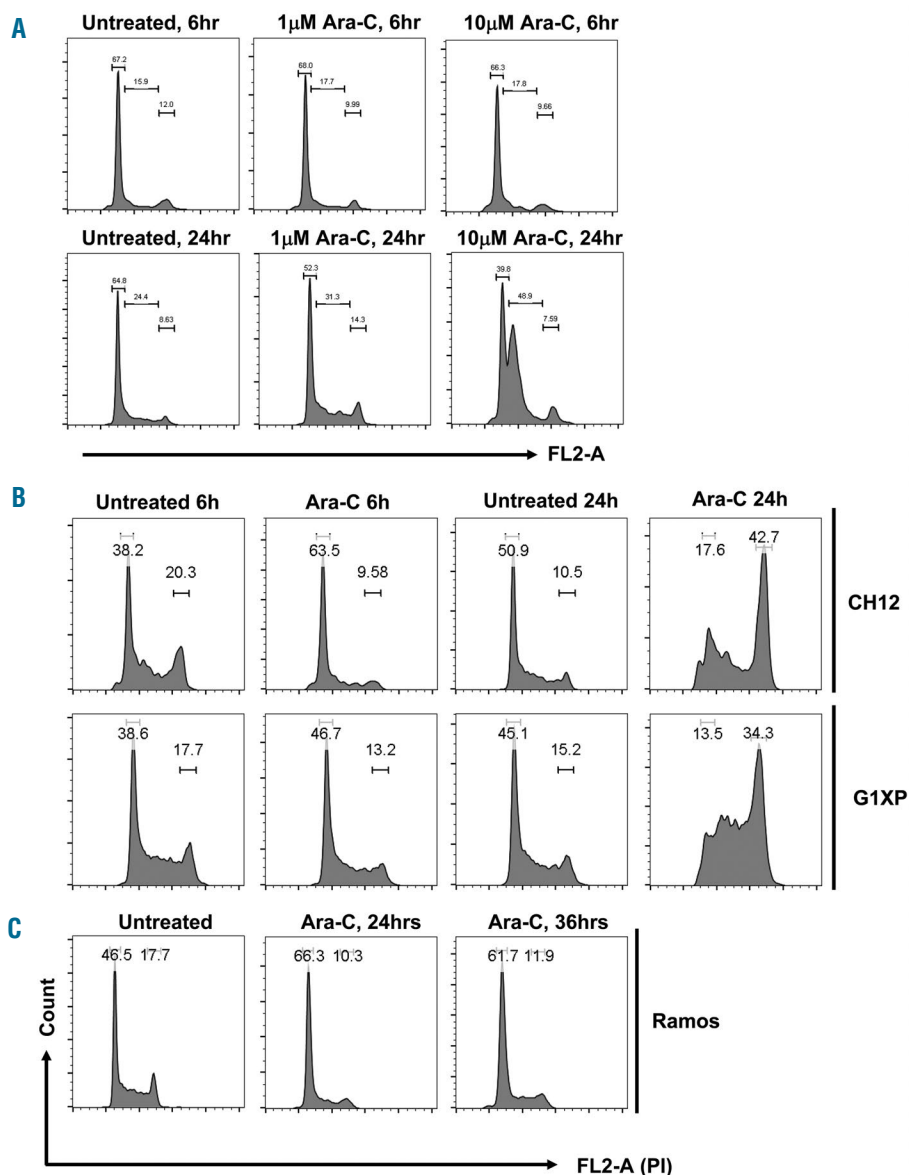 A
Untreated, 6hr
1μM Ara-C, 6hr
10μM Ara-C, 6hr
67.2
15.9
12.0
68.0
17.7
9.99
66.3
17.8
9.66
Untreated, 24hr
1μM Ara-C, 24hr
10μM Ara-C, 24hr
64.8
24.4
8.63
52.3
31.3
14.3
39.8
48.9
7.59
FL2-A
B
Untreated 6h
Ara-C 6h
Untreated 24h
Ara-C 24h
38.2
20.3
63.5
9.58
50.9
10.5
17.6
42.7
CH12
38.6
17.7
46.7
13.2
45.1
15.2
13.5
34.3
G1XP
C
Untreated
Ara-C, 24hrs
Ara-C, 36hrs
46.5 17.7
66.3 10.3
61.7 11.9
Count
Ramos
FL2-A (PI)